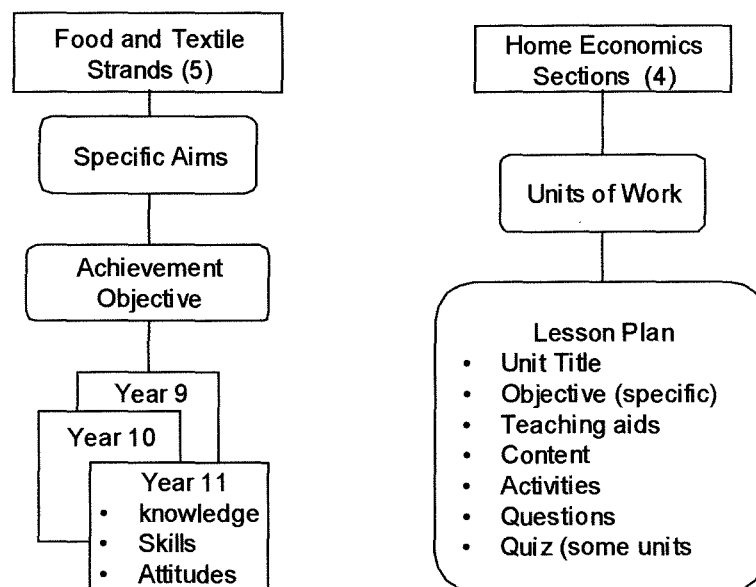 Food and Textile
Strands (5)
Specific Aims
Achievement
Objective
Year 9
Year 10
Year 11
• knowledge
• Skills
• Attitudes
Home Economics
Sections (4)
Units of Work
Lesson Plan
• Unit Title
• Objective (specific)
• Teaching aids
• Content
• Activities
• Questions
• Quiz (some units